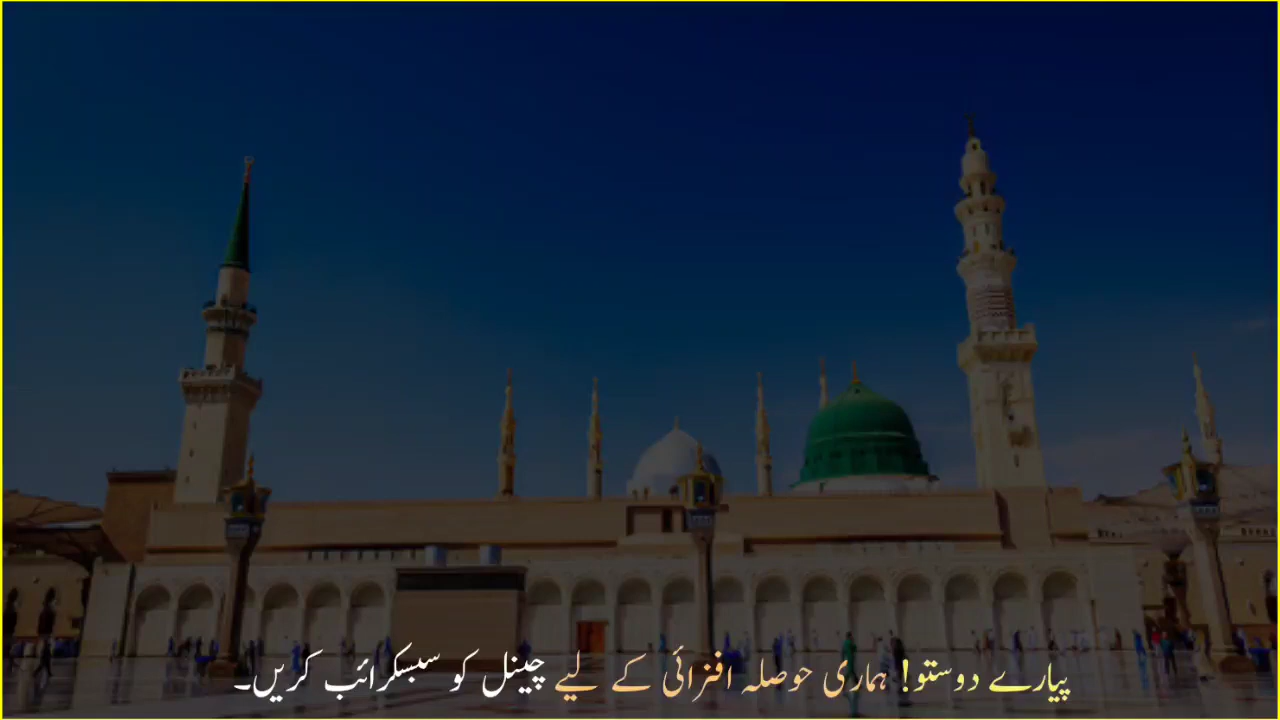 پیارے دوستو! ہماری حوصلہ افزائی کے لیے چینل کو سبسکرائب کریں۔